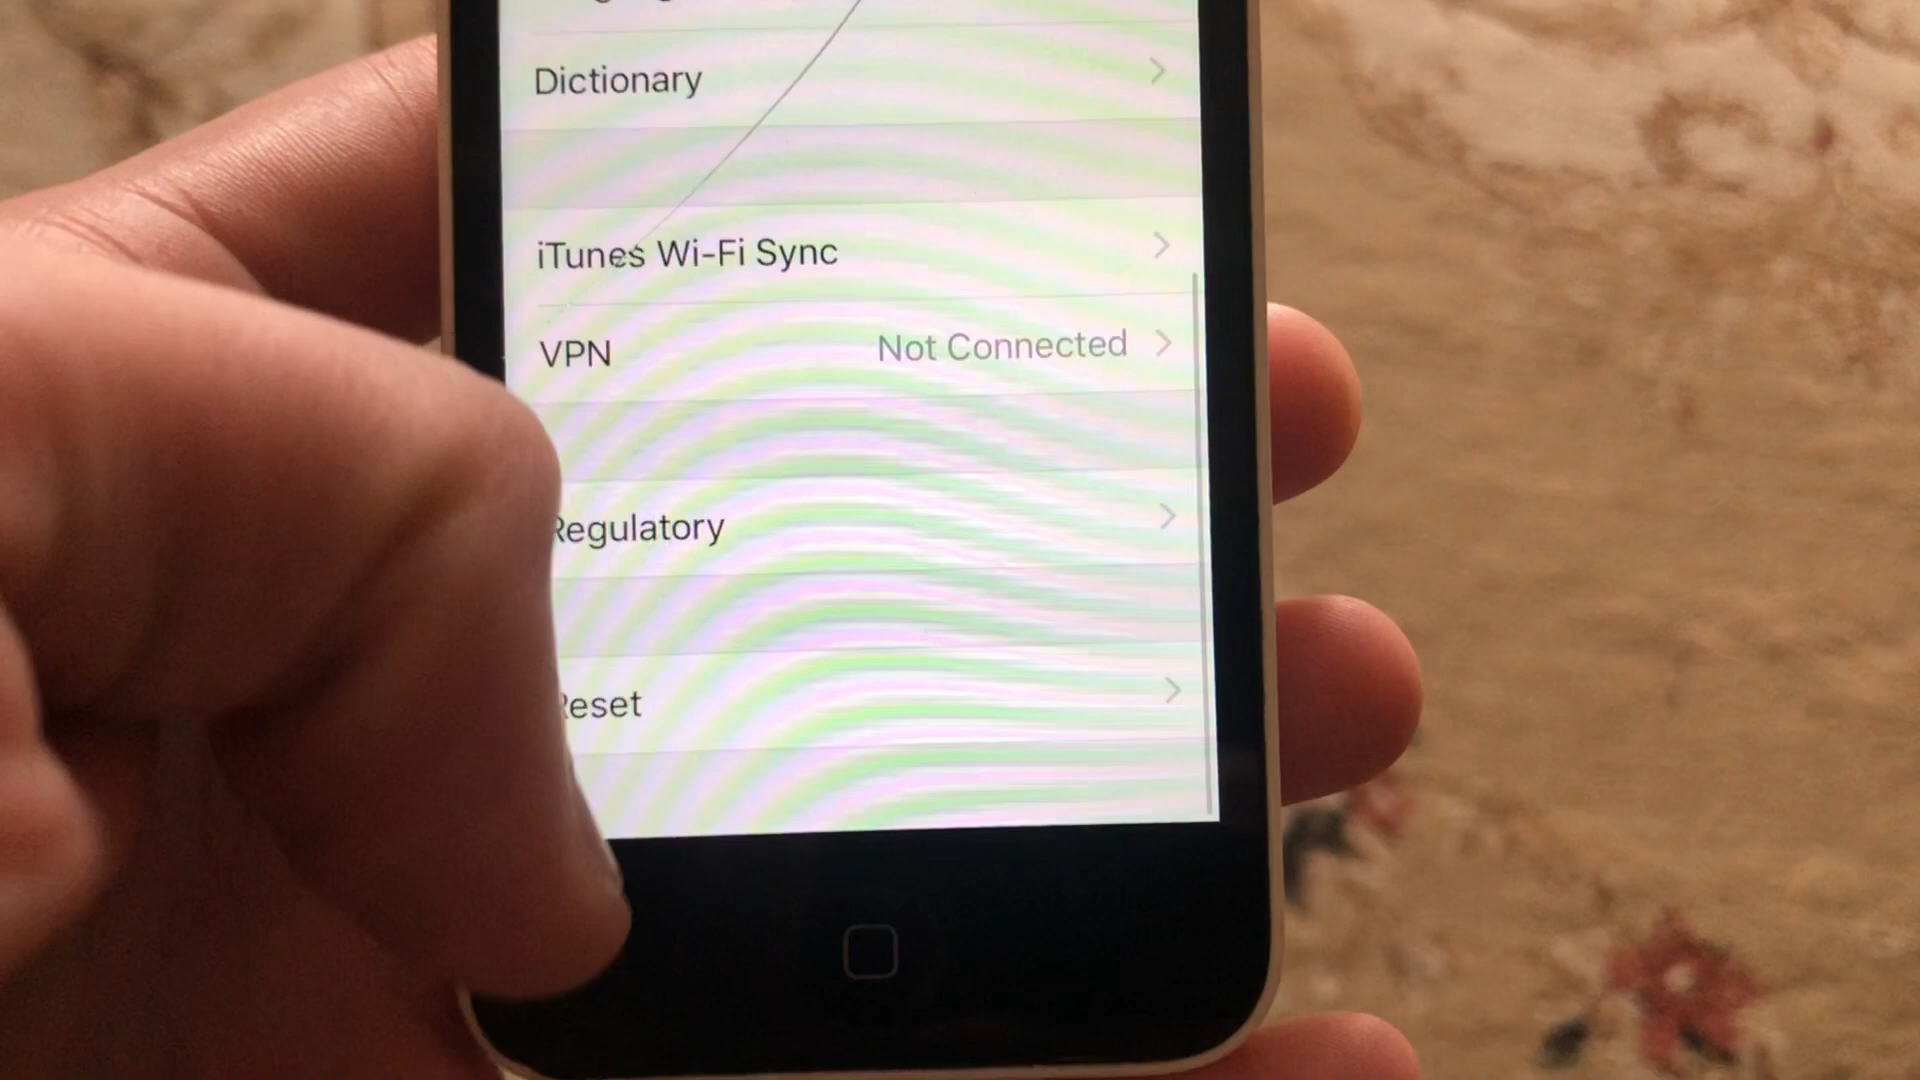 Dictionary
iTunes Wi-Fi Sync
VPN Not Connected
Regulatory
Reset